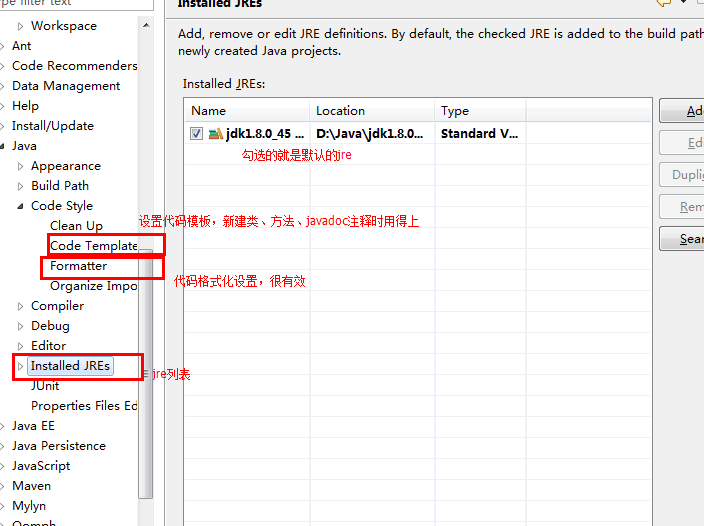 type filter text
Workspace
Ant
Code Recommenders
Data Management
Help
Install/Update
Java
Appearance
Build Path
Code Style
Clean Up
Code Template
Formatter
Organize Impo
Compiler
Debug
Editor
Installed JREs
JUnit
Properties Files Ed
Java EE
Java Persistence
JavaScript
Maven
Mylyn
Oomph
Installed JREs
Add, remove or edit JRE definitions. By default, the checked JRE is added to the build path
newly created Java projects.
Installed JREs:
Name Location Type
jdk1.8.0_45 ... D:\Java\jdk1.8.0... Standard V...
勾选的就是默认的jre
设置代码模板，新建类、方法、javadoc注释时用得上
代码格式化设置，很有效
jre列表
Add
Edi
Duplic
Rem
Sear